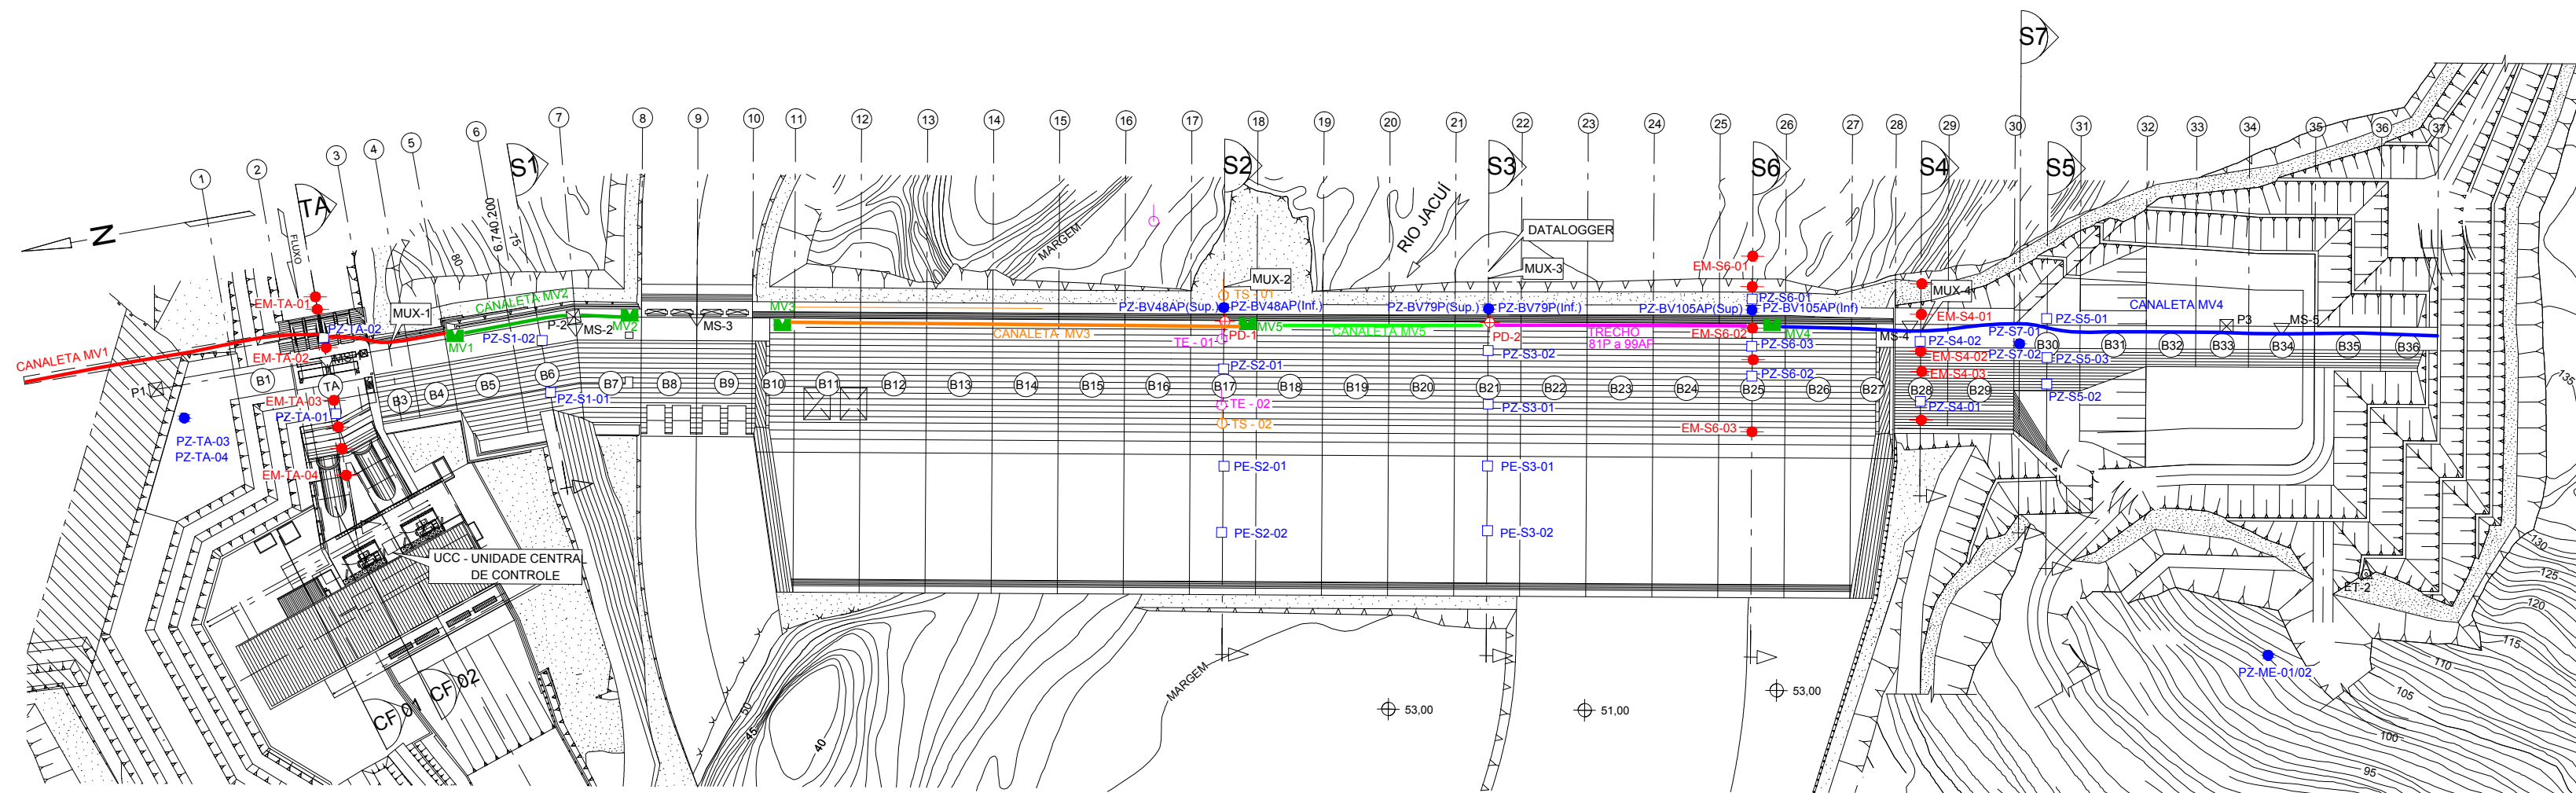 S7
1
2
3
4
5
6
7
8
9
10
11
12
13
14
15
16
17
18
19
20
21
22
23
24
25
26
27
28
29
30
31
32
33
34
35
36
37
TA
S1
S2
S3
S6
S4
S5
N
FLUXO
6.740.200
75
80
MARGEM
RIO JACUÍ
DATALOGGER
MUX-1
MUX-2
MUX-3
MUX-4
EM-TA-01
PZ-TA-02
EM-TA-02
CANALETA MV1
CANALETA MV2
MV1
MV2
P-2
MS-2
PZ-S1-02
MS-3
MV3
CANALETA MV3
TS - 01
PZ-BV48AP(Sup.)
PZ-BV48AP(Inf.)
PD-1
MV5
TE - 01
CANALETA MV5
PZ-BV79P(Sup.)
PZ-BV79P(Inf.)
PD-2
TRECHO
81P a 99AP
EM-S6-01
PZ-S6-01
PZ-BV105AP(Sup)
PZ-BV105AP(Inf)
EM-S6-02
MV4
PZ-S6-03
MS-4
EM-S4-01
PZ-S4-02
EM-S4-02
EM-S4-03
PZ-S7-01
PZ-S7-02
PZ-S5-01
CANALETA MV4
P3
MS-5
PZ-S5-03
PZ-S5-02
P1
B1
TA
B3
B4
B5
B6
B7
B8
B9
B10
B11
B12
B13
B14
B15
B16
B17
B18
B19
B20
B21
B22
B23
B24
B25
B26
B27
B28
B29
B30
B31
B32
B33
B34
B35
B36
EM-TA-03
PZ-TA-01
PZ-S1-01
PZ-S2-01
PZ-S3-02
PZ-S6-02
TE - 02
PZ-S3-01
PZ-S4-01
TS - 02
EM-S6-03
PZ-TA-03
PZ-TA-04
EM-TA-04
PE-S2-01
PE-S3-01
PE-S2-02
PE-S3-02
UCC - UNIDADE CENTRAL
DE CONTROLE
CF 01
CF 02
50
45
40
MARGEM
53,00
51,00
53,00
ET-2
PZ-ME-01/02
135
130
125
120
115
110
105
100
95